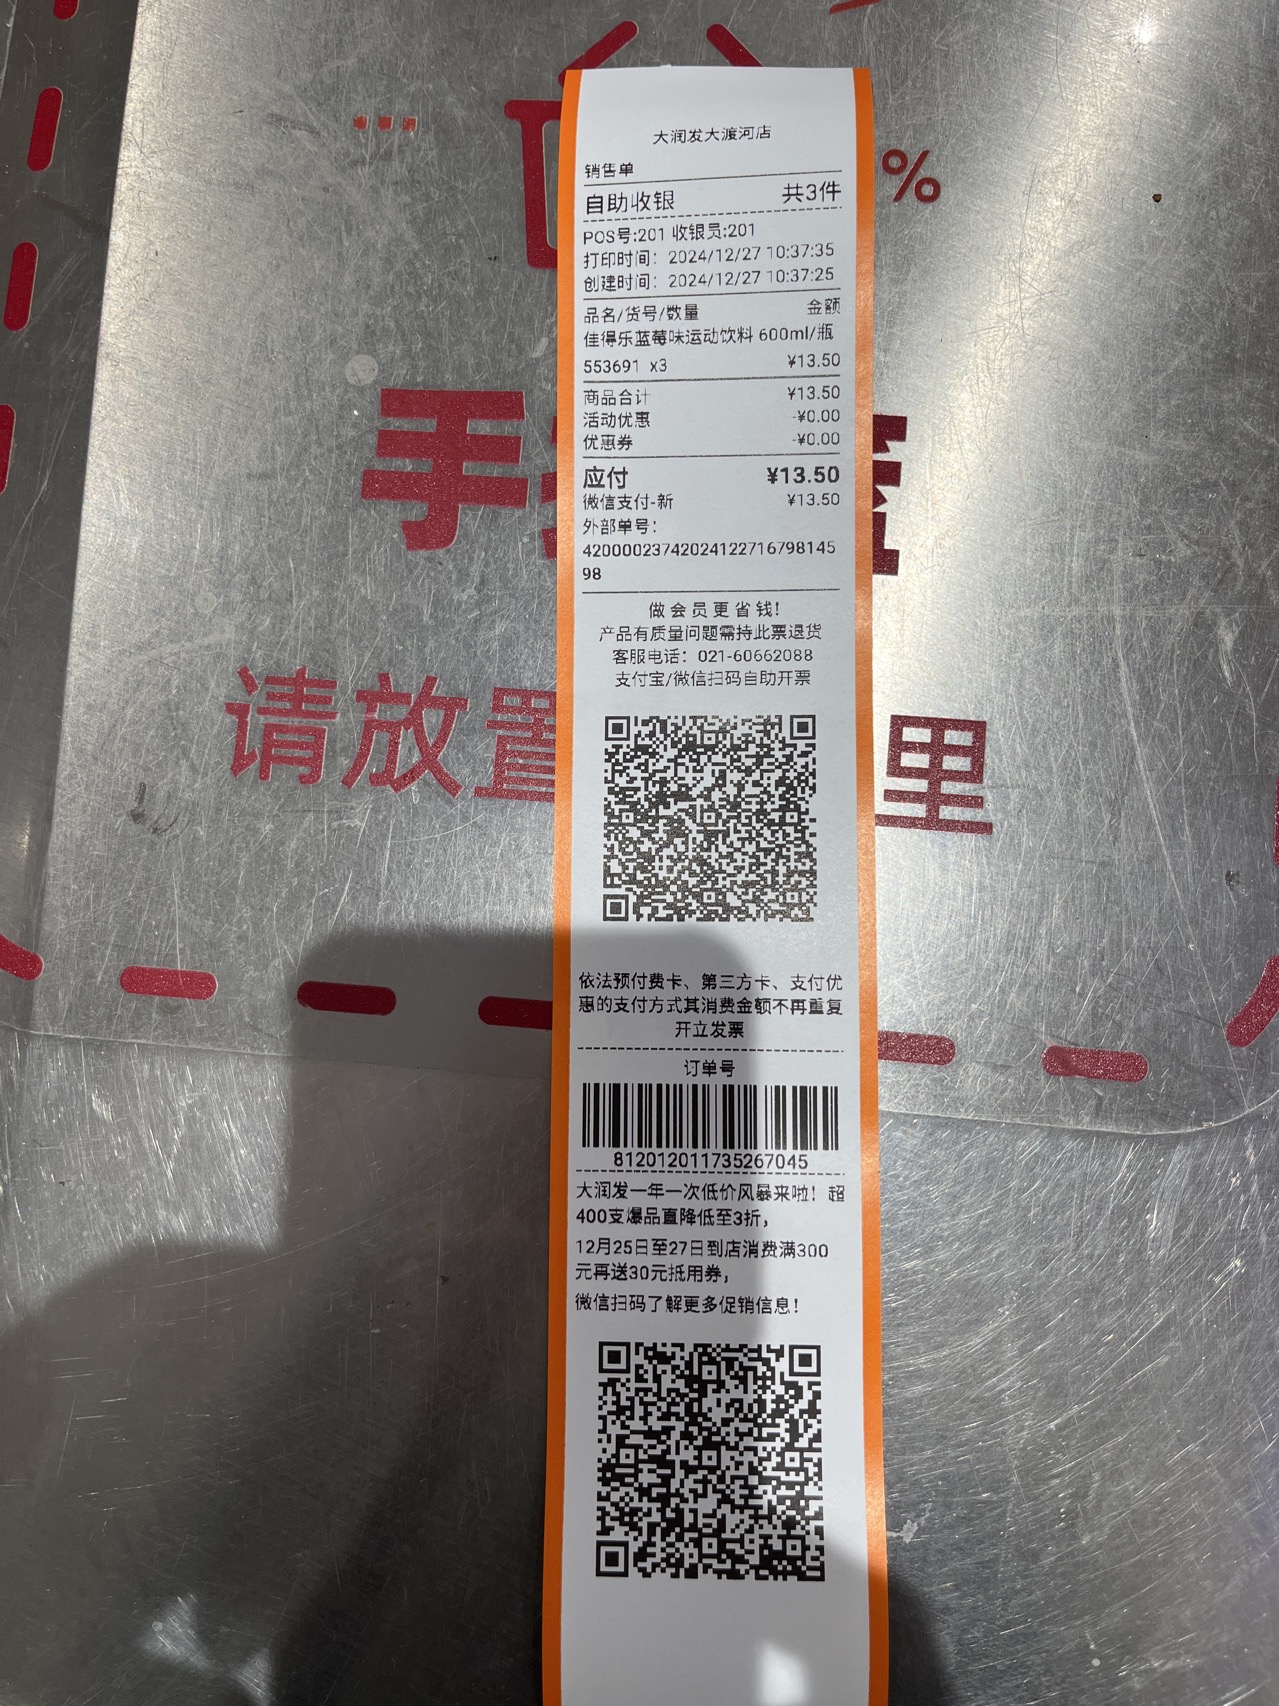 大润发大渡河店
销售单
自助收银 共3件
POS号:201 收银员:201
打印时间: 2024/12/27 10:37:35
创建时间: 2024/12/27 10:37:25
品名/货号/数量 金额
佳得乐蓝莓味运动饮料 600ml/瓶
553691 x3 ¥13.50
商品合计 ¥13.50
活动优惠 -¥0.00
优惠券 -¥0.00
应付 ¥13.50
微信支付-新 ¥13.50
外部单号:
42000023742024122716798145
98
做会员更省钱!
产品有质量问题需持此票退货
客服电话: 021-60662088
支付宝/微信扫码自助开票
依法预付费卡、第三方卡、支付优
惠的支付方式其消费金额不再重复
开立发票
订单号
812012011735267045
大润发一年一次低价风暴来啦! 超
400支爆品直降低至3折,
12月25日至27日到店消费满300
元再送30元抵用券,
微信扫码了解更多促销信息!
%
手
请放置
里